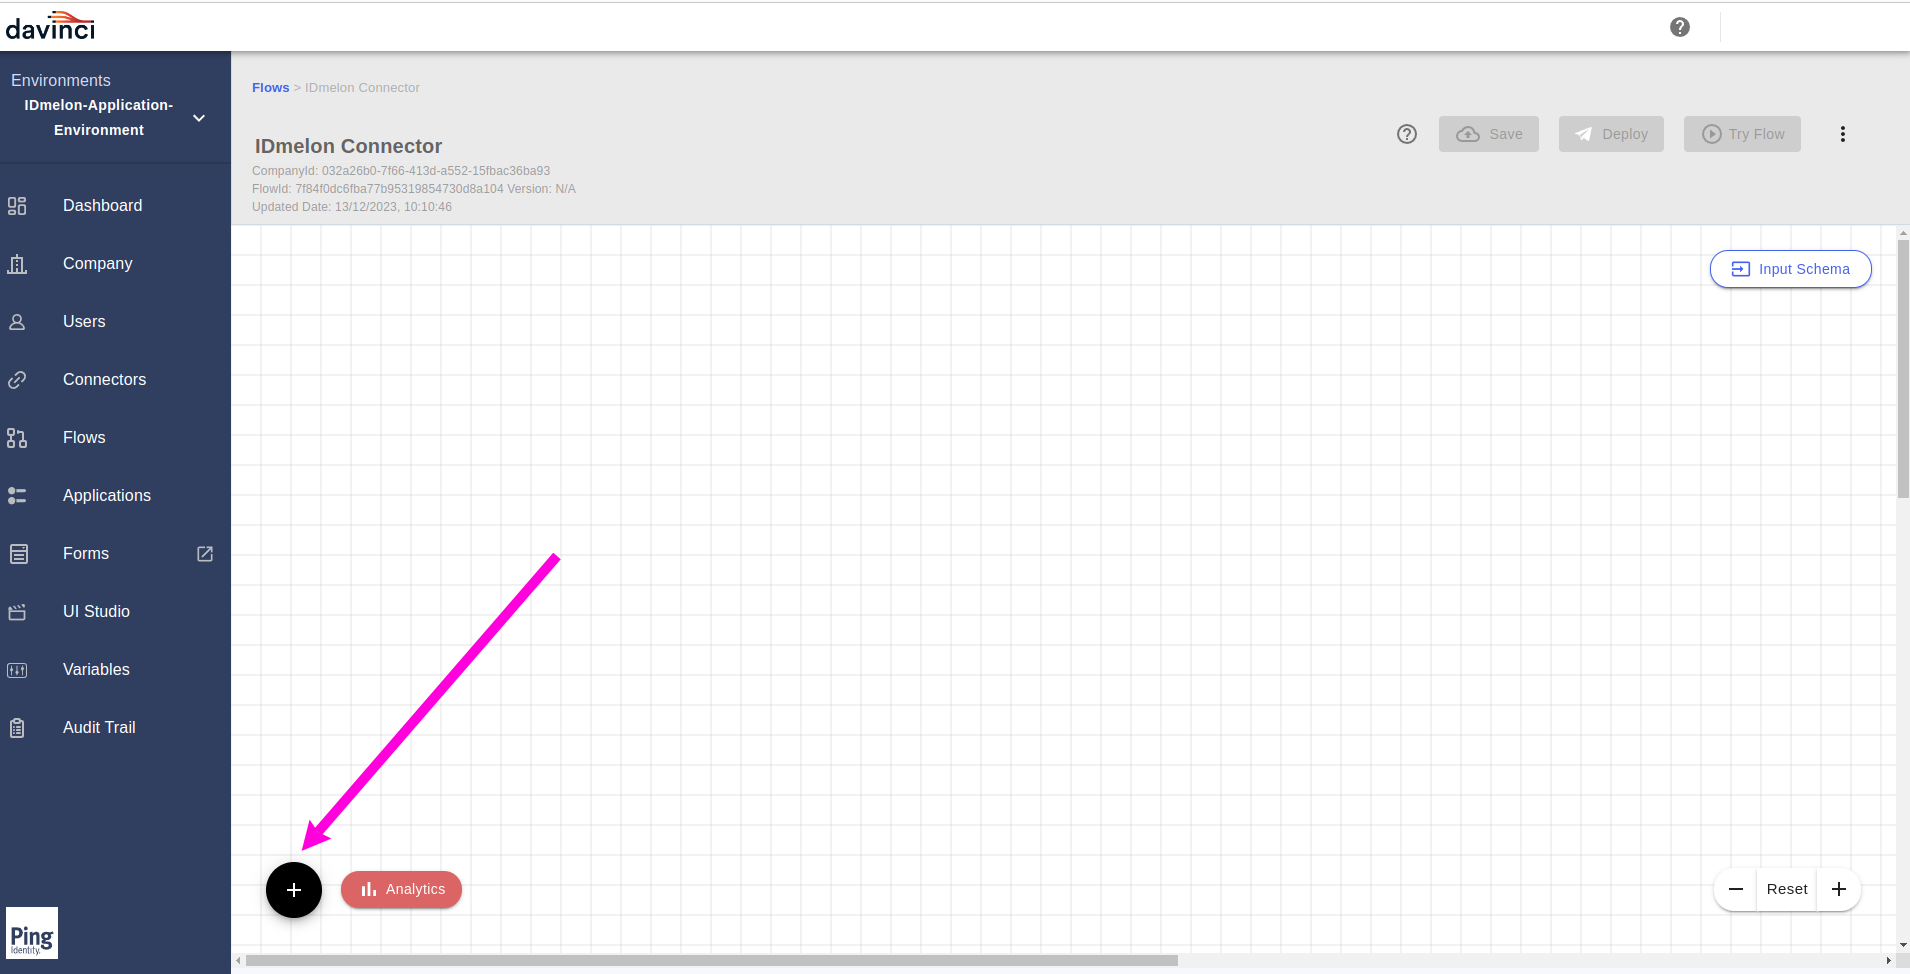 davinci
Environments
IDmelon-Application-
Environment
Dashboard
Company
Users
Connectors
Flows
Applications
Forms
UI Studio
Variables
Audit Trail
Ping
Identity.
Flows > IDmelon Connector
IDmelon Connector
CompanyId: 032a26b0-7f66-413d-a552-15fbac36ba93
FlowId: 7f84f0dc6fba77b95319854730d8a104 Version: N/A
Updated Date: 13/12/2023, 10:10:46
Save
Deploy
Try Flow
Input Schema
Analytics
Reset